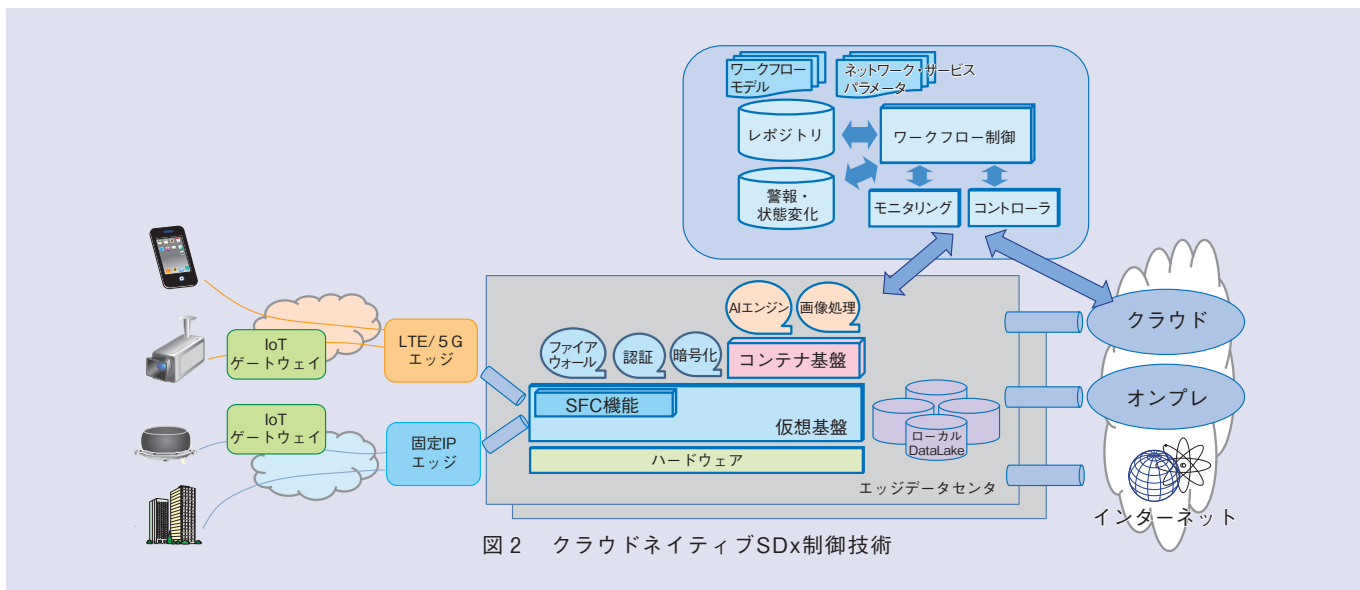 ワークフロー
モデル
ネットワーク・サービス
パラメータ
レポジトリ
ワークフロー制御
警報・
状態変化
モニタリング
コントローラ
AIエンジン
画像処理
ファイア
ウォール
認証
暗号化
コンテナ基盤
SFC機能
仮想基盤
ハードウェア
ローカル
DataLake
エッジデータセンタ
IoT
ゲートウェイ
LTE/5G
エッジ
IoT
ゲートウェイ
固定IP
エッジ
クラウド
オンプレ
インターネット
図2 クラウドネイティブSDx制御技術